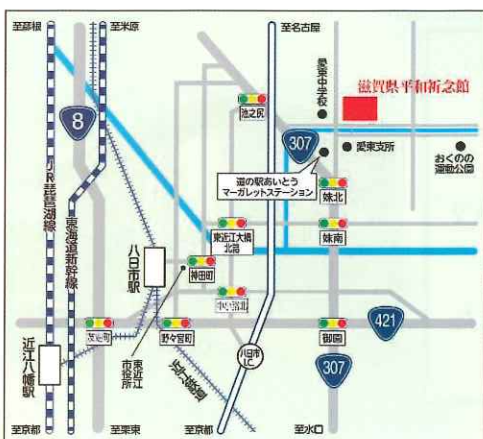 至彦根
至米原
至名古屋
滋賀県平和祈念館
愛東中学校
池之尻
8
307
愛東支所
おくのの
運動公園
道の駅あいとう
マーガレットステーション
妹北
JR琵琶湖線
東海道新幹線
八日市駅
東近江大橋
北詰
妹南
神田町
421
野々宮町
御園
東近江
市役所
近江八幡駅
近江鉄道
八日市
I.C.
307
至京都
至栗東
至京都
至水口